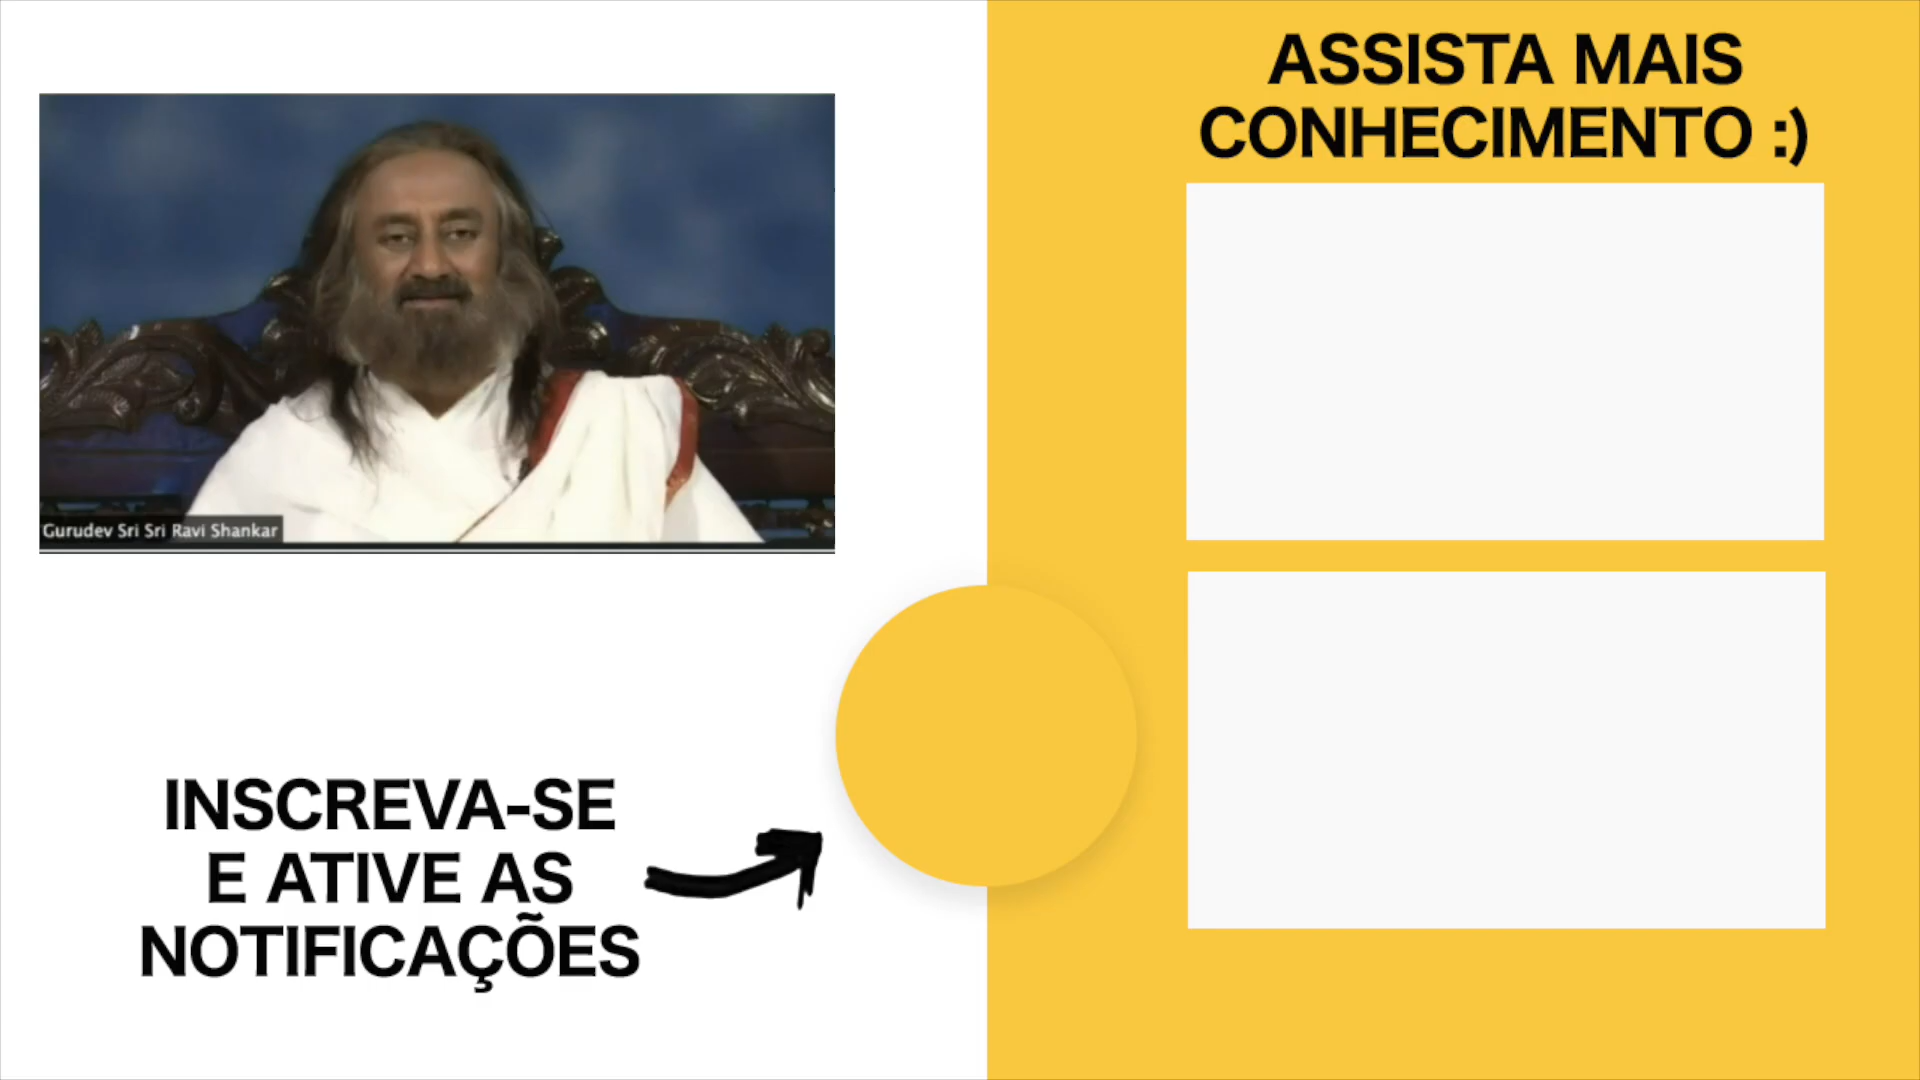 Gurudev Sri Sri Ravi Shankar
INSCREVA-SE
E ATIVE AS
NOTIFICAÇÕES
ASSISTA MAIS
CONHECIMENTO :)